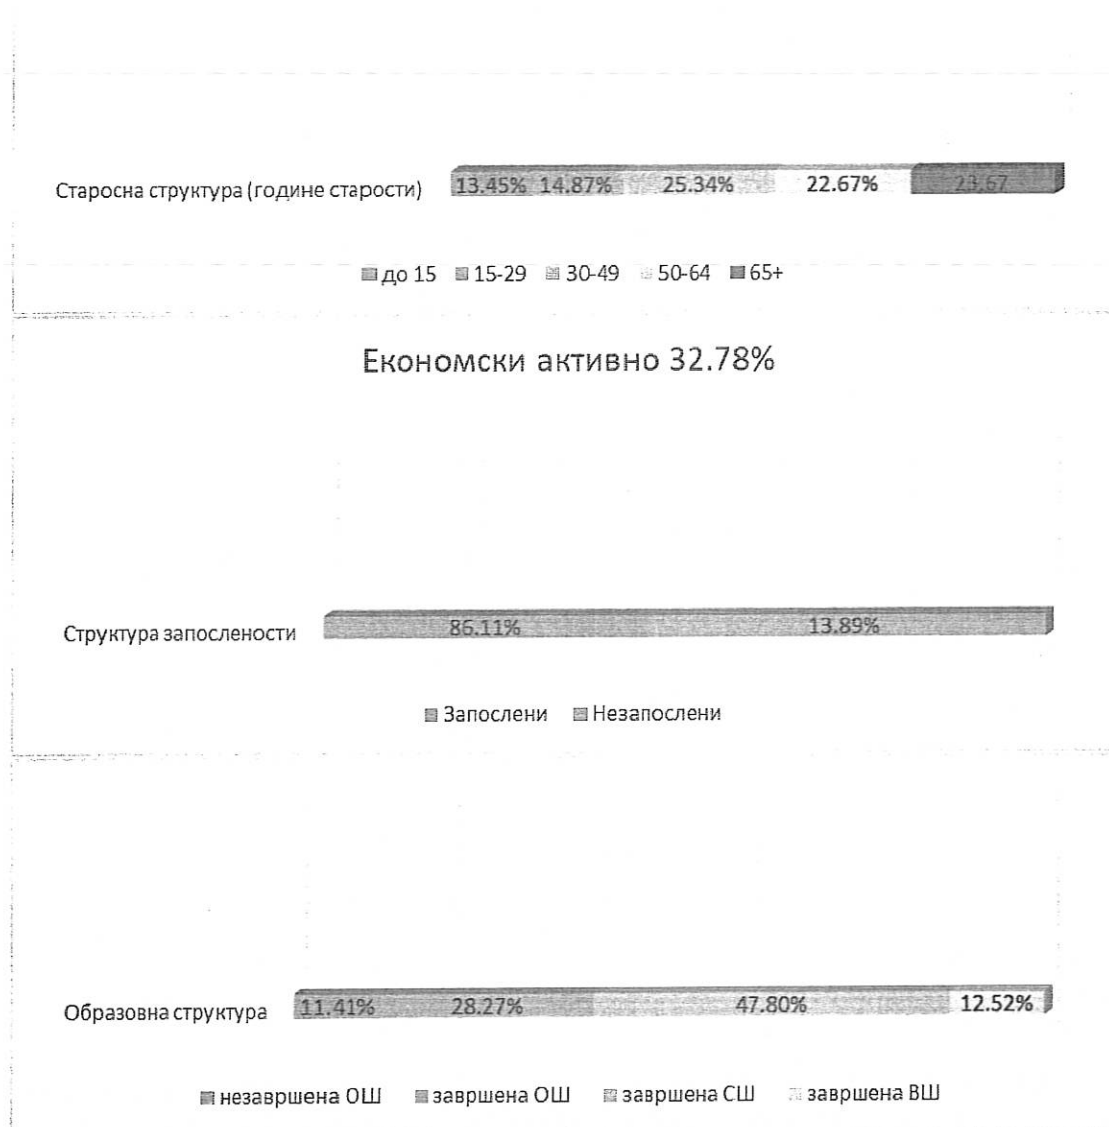 Старосна структура (године старости) 13.45% 14.87% 25.34% 22.67% 23,67
до 15 15-29 30-49 50-64 65+
Економски активно 32.78%
Структура запослености 86.11% 13.89%
Запослени Незапослени
Образовна структура 11.41% 28.27% 47.80% 12.52%
незавршена ОШ завршена ОШ завршена СШ завршена ВШ